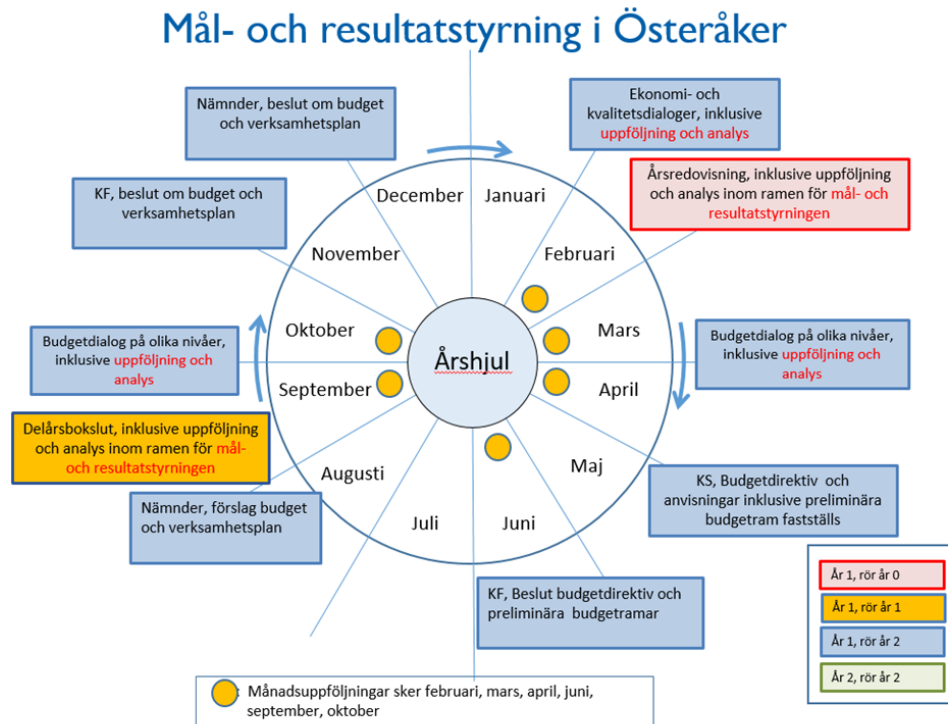 Mål- och resultatstyrning i Österåker
Nämnder, beslut om budget
och verksamhetsplan
Ekonomi- och
kvalitetsdialoger, inklusive
uppföljning och analys
KF, beslut om budget och
verksamhetsplan
Årsredovisning, inklusive uppföljning
och analys inom ramen för mål- och
resultatstyrningen
December
Januari
November
Februari
Oktober
Mars
Årshjul
September
April
Augusti
Maj
Juli
Juni
Budgetdialog på olika nivåer,
inklusive uppföljning och
analys
Budgetdialog på olika nivåer,
inklusive uppföljning och
analys
Delårsbokslut, inklusive uppföljning
och analys inom ramen för mål-
och resultatstyrningen
Nämnder, förslag budget
och verksamhetsplan
KS, Budgetdirektiv och
anvisningar inklusive preliminära
budgetram fastställs
KF, Beslut budgetdirektiv och
preliminära budgetramar
År 1, rör år 0
År 1, rör år 1
År 1, rör år 2
År 2, rör år 2
: Månadsuppföljningar sker februari, mars, april, juni,
september, oktober